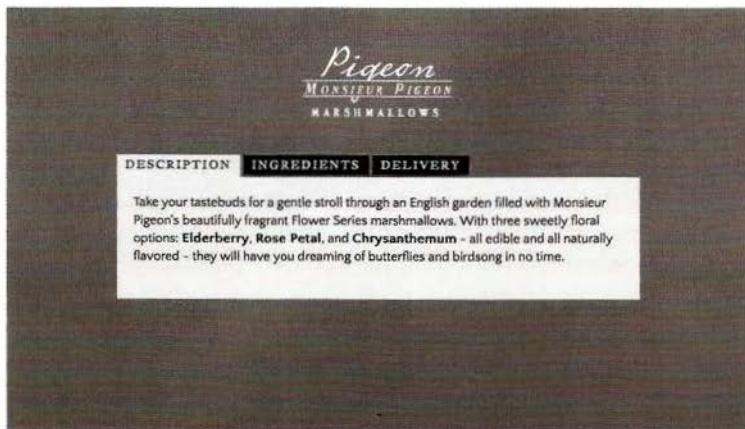 Pigeon
MONSIEUR PIGEON
MARSHMALLOWS
DESCRIPTION INGREDIENTS DELIVERY
Take your tastebuds for a gentle stroll through an English garden filled with Monsieur
Pigeon's beautifully fragrant Flower Series marshmallows. With three sweetly floral
options: Elderberry, Rose Petal, and Chrysanthemum - all edible and all naturally
flavored - they will have you dreaming of butterflies and birdsong in no time.